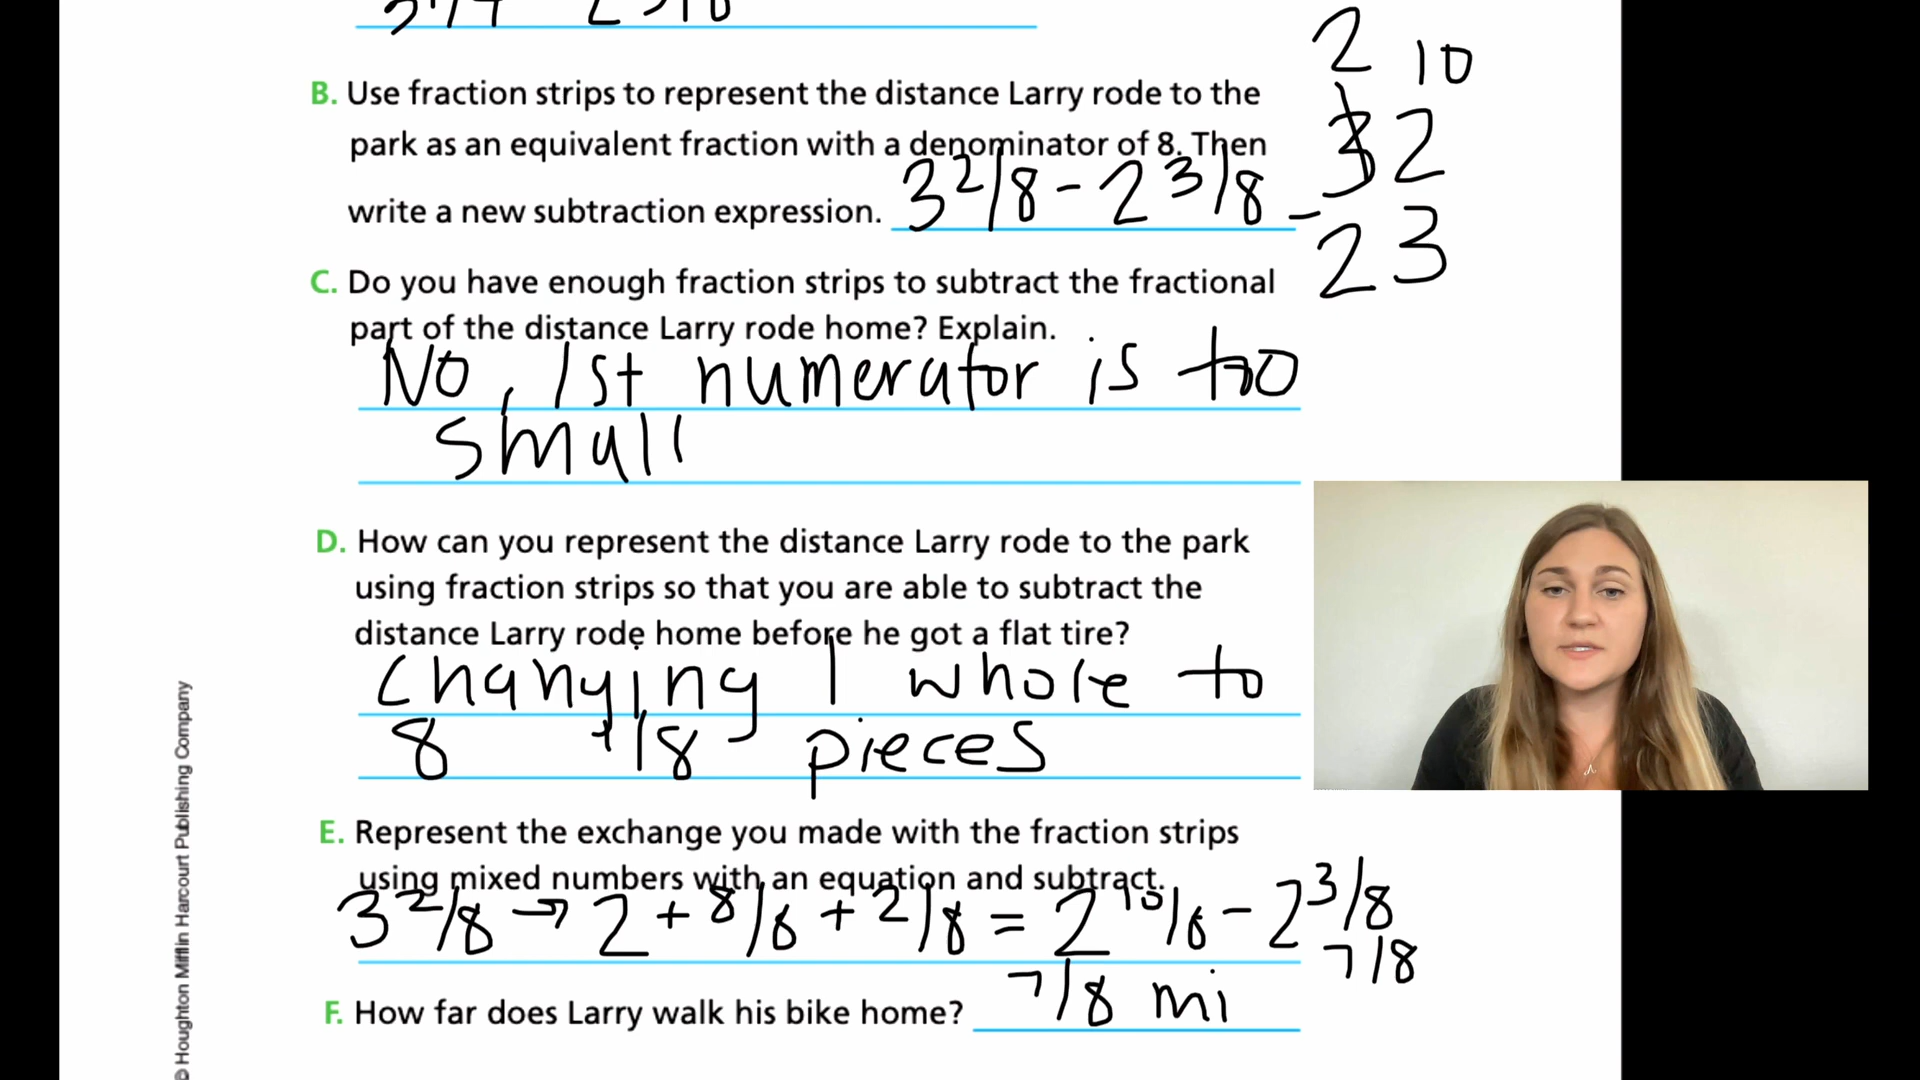 B. Use fraction strips to represent the distance Larry rode to the
park as an equivalent fraction with a denominator of 8. Then
write a new subtraction expression. 3 2/8 - 2 3/8
2 10
3 2
- 2 3
C. Do you have enough fraction strips to subtract the fractional
part of the distance Larry rode home? Explain.
No, 1st numerator is too
small
D. How can you represent the distance Larry rode to the park
using fraction strips so that you are able to subtract the
distance Larry rode home before he got a flat tire?
changing 1 whole to
8 1/8 pieces
E. Represent the exchange you made with the fraction strips
using mixed numbers with an equation and subtract.
3 2/8 → 2 + 8/8 + 2/8 = 2 10/8 - 2 3/8
7/8
F. How far does Larry walk his bike home? 7/8 mi
© Houghton Mifflin Harcourt Publishing Company